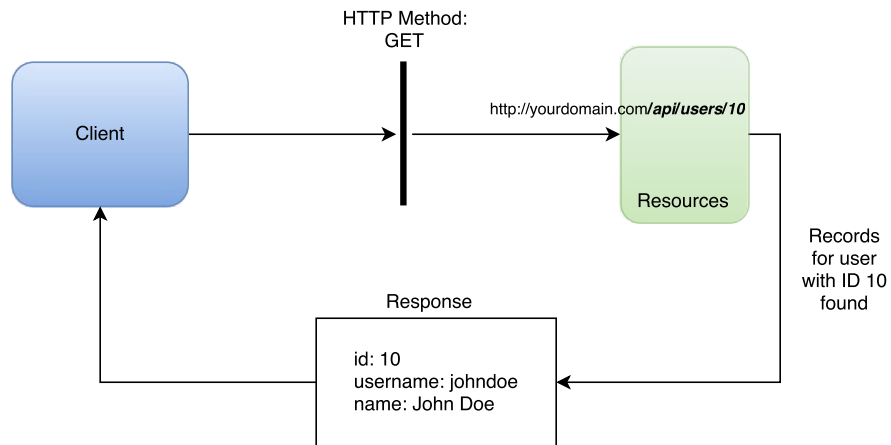 HTTP Method:
GET
Client
http://yourdomain.com/api/users/10
Resources
Records
for user
with ID 10
found
Response
id: 10
username: johndoe
name: John Doe